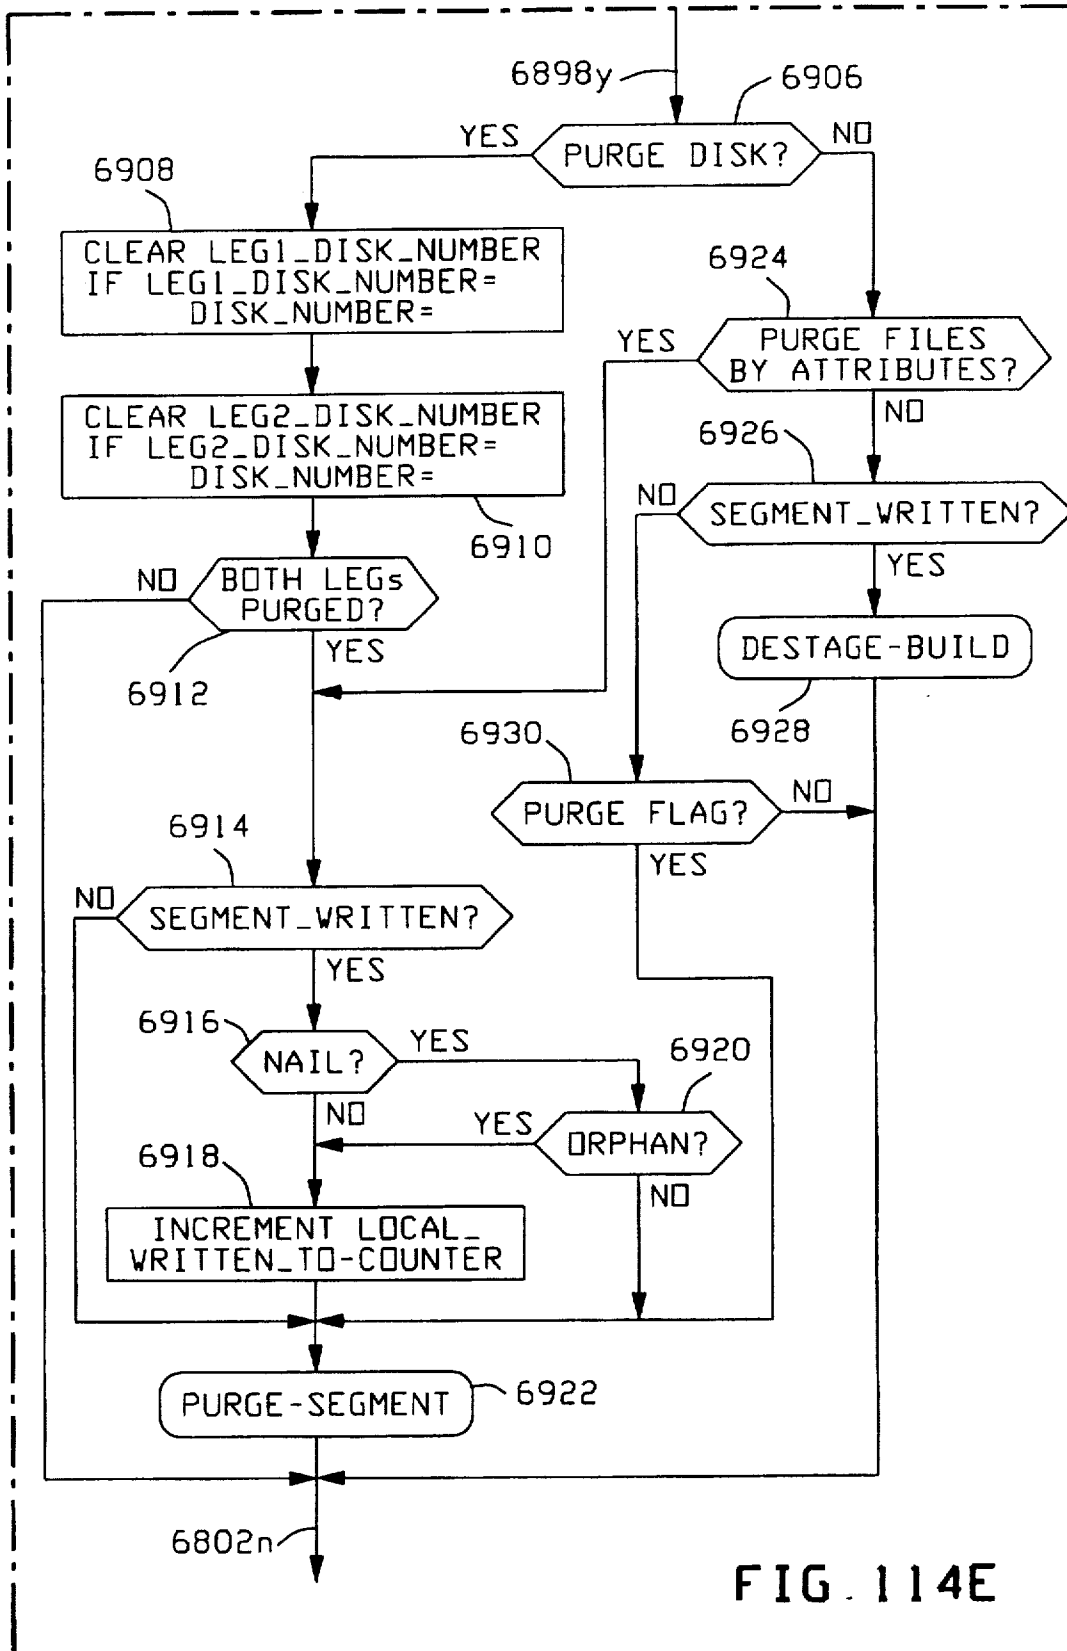 6898y
6906
YES
PURGE DISK?
NO
6908
CLEAR LEG1_DISK_NUMBER
IF LEG1_DISK_NUMBER=
DISK_NUMBER=
6924
YES
PURGE FILES
BY ATTRIBUTES?
NO
CLEAR LEG2_DISK_NUMBER
IF LEG2_DISK_NUMBER=
DISK_NUMBER=
6910
6926
NO
SEGMENT_WRITTEN?
YES
NO
BOTH LEGs
PURGED?
YES
6912
DESTAGE-BUILD
6928
6930
PURGE FLAG?
NO
YES
6914
NO
SEGMENT_WRITTEN?
YES
6916
NAIL?
YES
NO
6920
YES
ORPHAN?
NO
6918
INCREMENT LOCAL_
WRITTEN_TO-COUNTER
PURGE-SEGMENT
6922
6802n
FIG. 114E